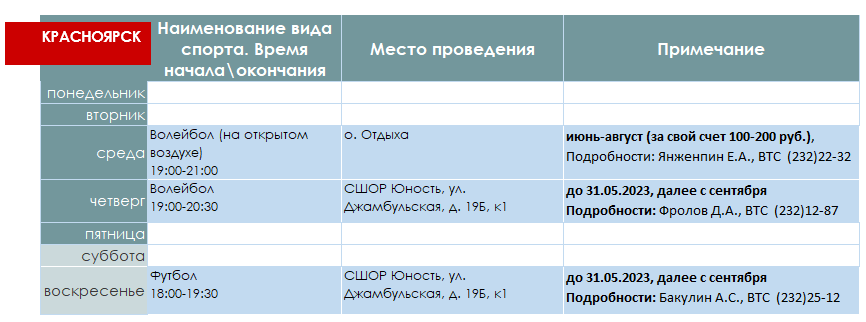 КРАСНОЯРСК
Наименование вида
спорта. Время
начала\окончания
Место проведения
Примечание
понедельник
вторник
среда
Волейбол (на открытом
воздухе)
19:00-21:00
о. Отдыха
июнь-август (за свой счет 100-200 руб.),
Подробности: Янженпин Е.А., ВТС (232)22-32
четверг
Волейбол
19:00-20:30
СШОР Юность, ул.
Джамбульская, д. 19Б, к1
до 31.05.2023, далее с сентября
Подробности: Фролов Д.А., ВТС (232)12-87
пятница
суббота
воскресенье
Футбол
18:00-19:30
СШОР Юность, ул.
Джамбульская, д. 19Б, к1
до 31.05.2023, далее с сентября
Подробности: Бакулин А.С., ВТС (232)25-12